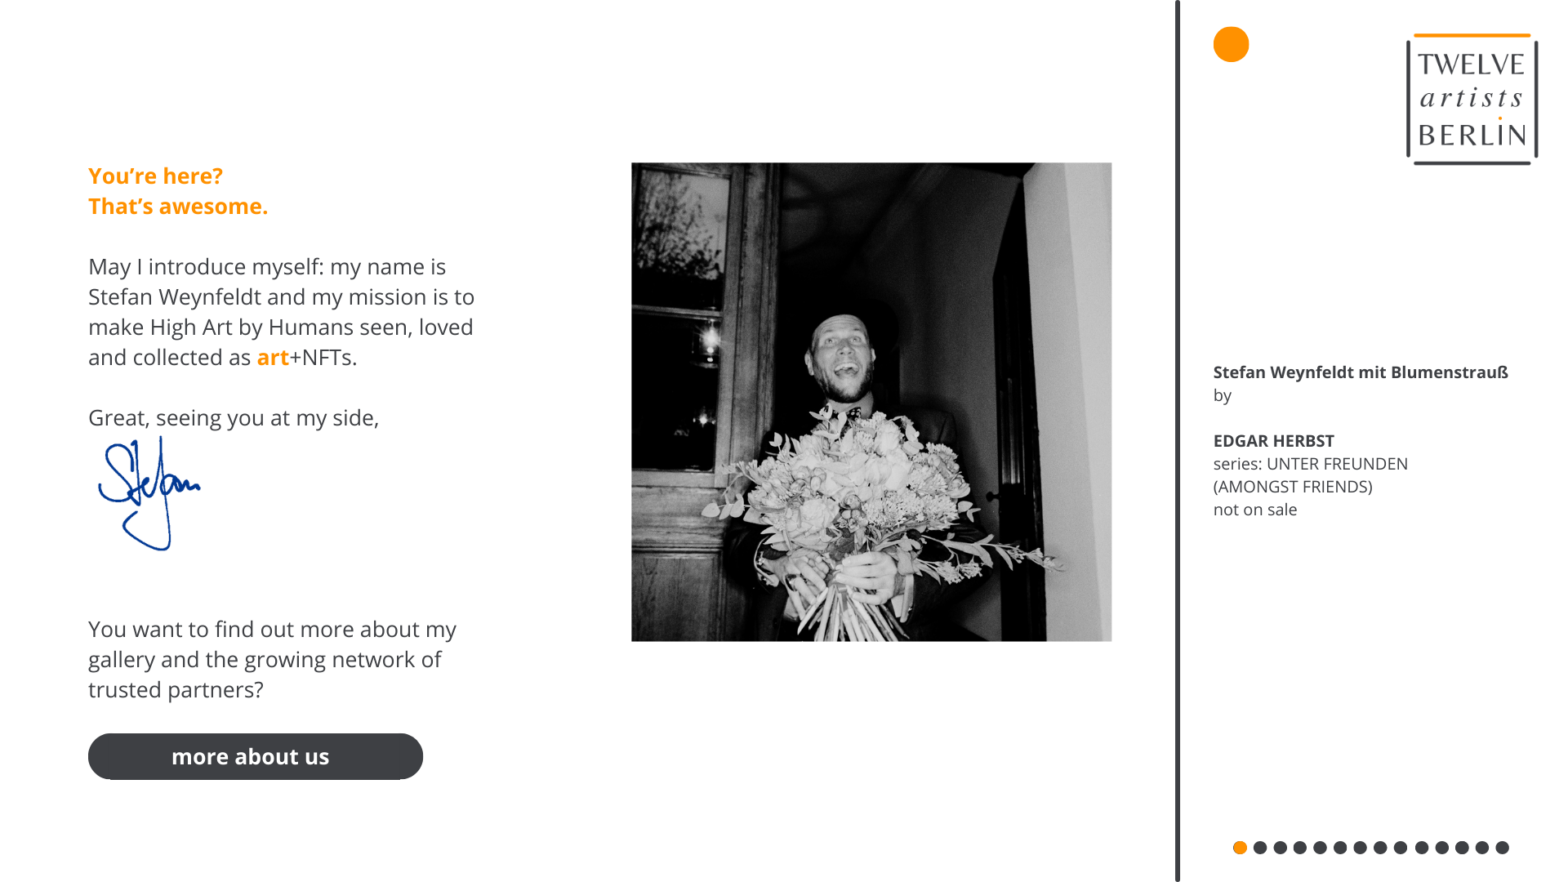 You’re here?
That’s awesome.
May I introduce myself: my name is
Stefan Weynfeldt and my mission is to
make High Art by Humans seen, loved
and collected as art+NFTs.
Great, seeing you at my side,
Stefan
You want to find out more about my
gallery and the growing network of
trusted partners?
more about us
TWELVE
artists
BERLIN
Stefan Weynfeldt mit Blumenstrauß
by
EDGAR HERBST
series: UNTER FREUNDEN
(AMONGST FRIENDS)
not on sale